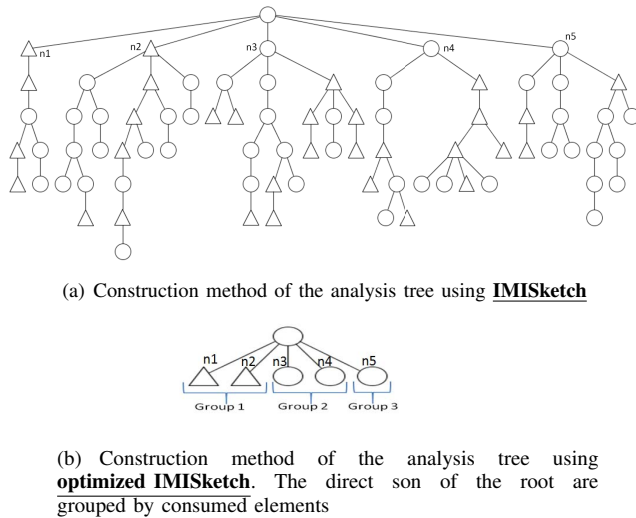 n1 n2 n3 n4 n5
(a) Construction method of the analysis tree using IMISketch
n1 n2 n3 n4 n5
Group 1 Group 2 Group 3
(b) Construction method of the analysis tree using
optimized IMISketch. The direct son of the root are
grouped by consumed elements